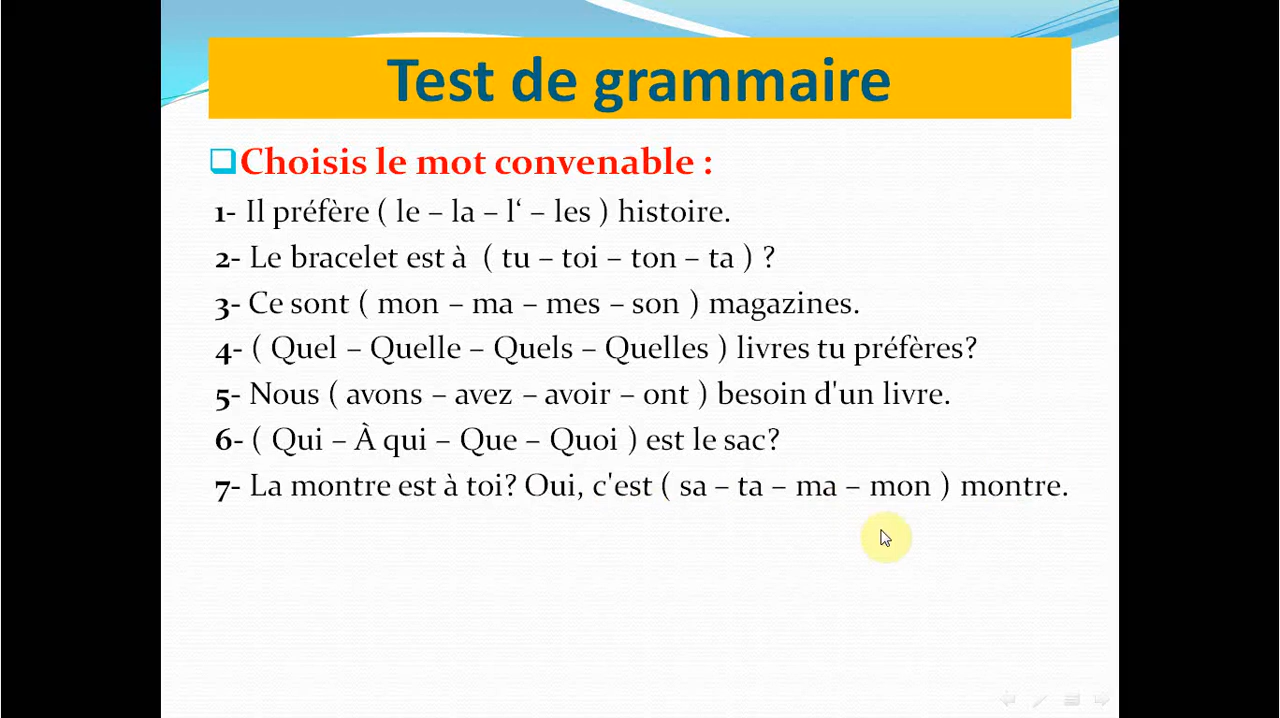 Test de grammaire
Choisis le mot convenable :
1- Il préfère ( le – la – l‘ – les ) histoire.
2- Le bracelet est à ( tu – toi – ton – ta ) ?
3- Ce sont ( mon – ma – mes – son ) magazines.
4- ( Quel – Quelle – Quels – Quelles ) livres tu préfères?
5- Nous ( avons – avez – avoir – ont ) besoin d'un livre.
6- ( Qui – À qui – Que – Quoi ) est le sac?
7- La montre est à toi? Oui, c'est ( sa – ta – ma – mon ) montre.